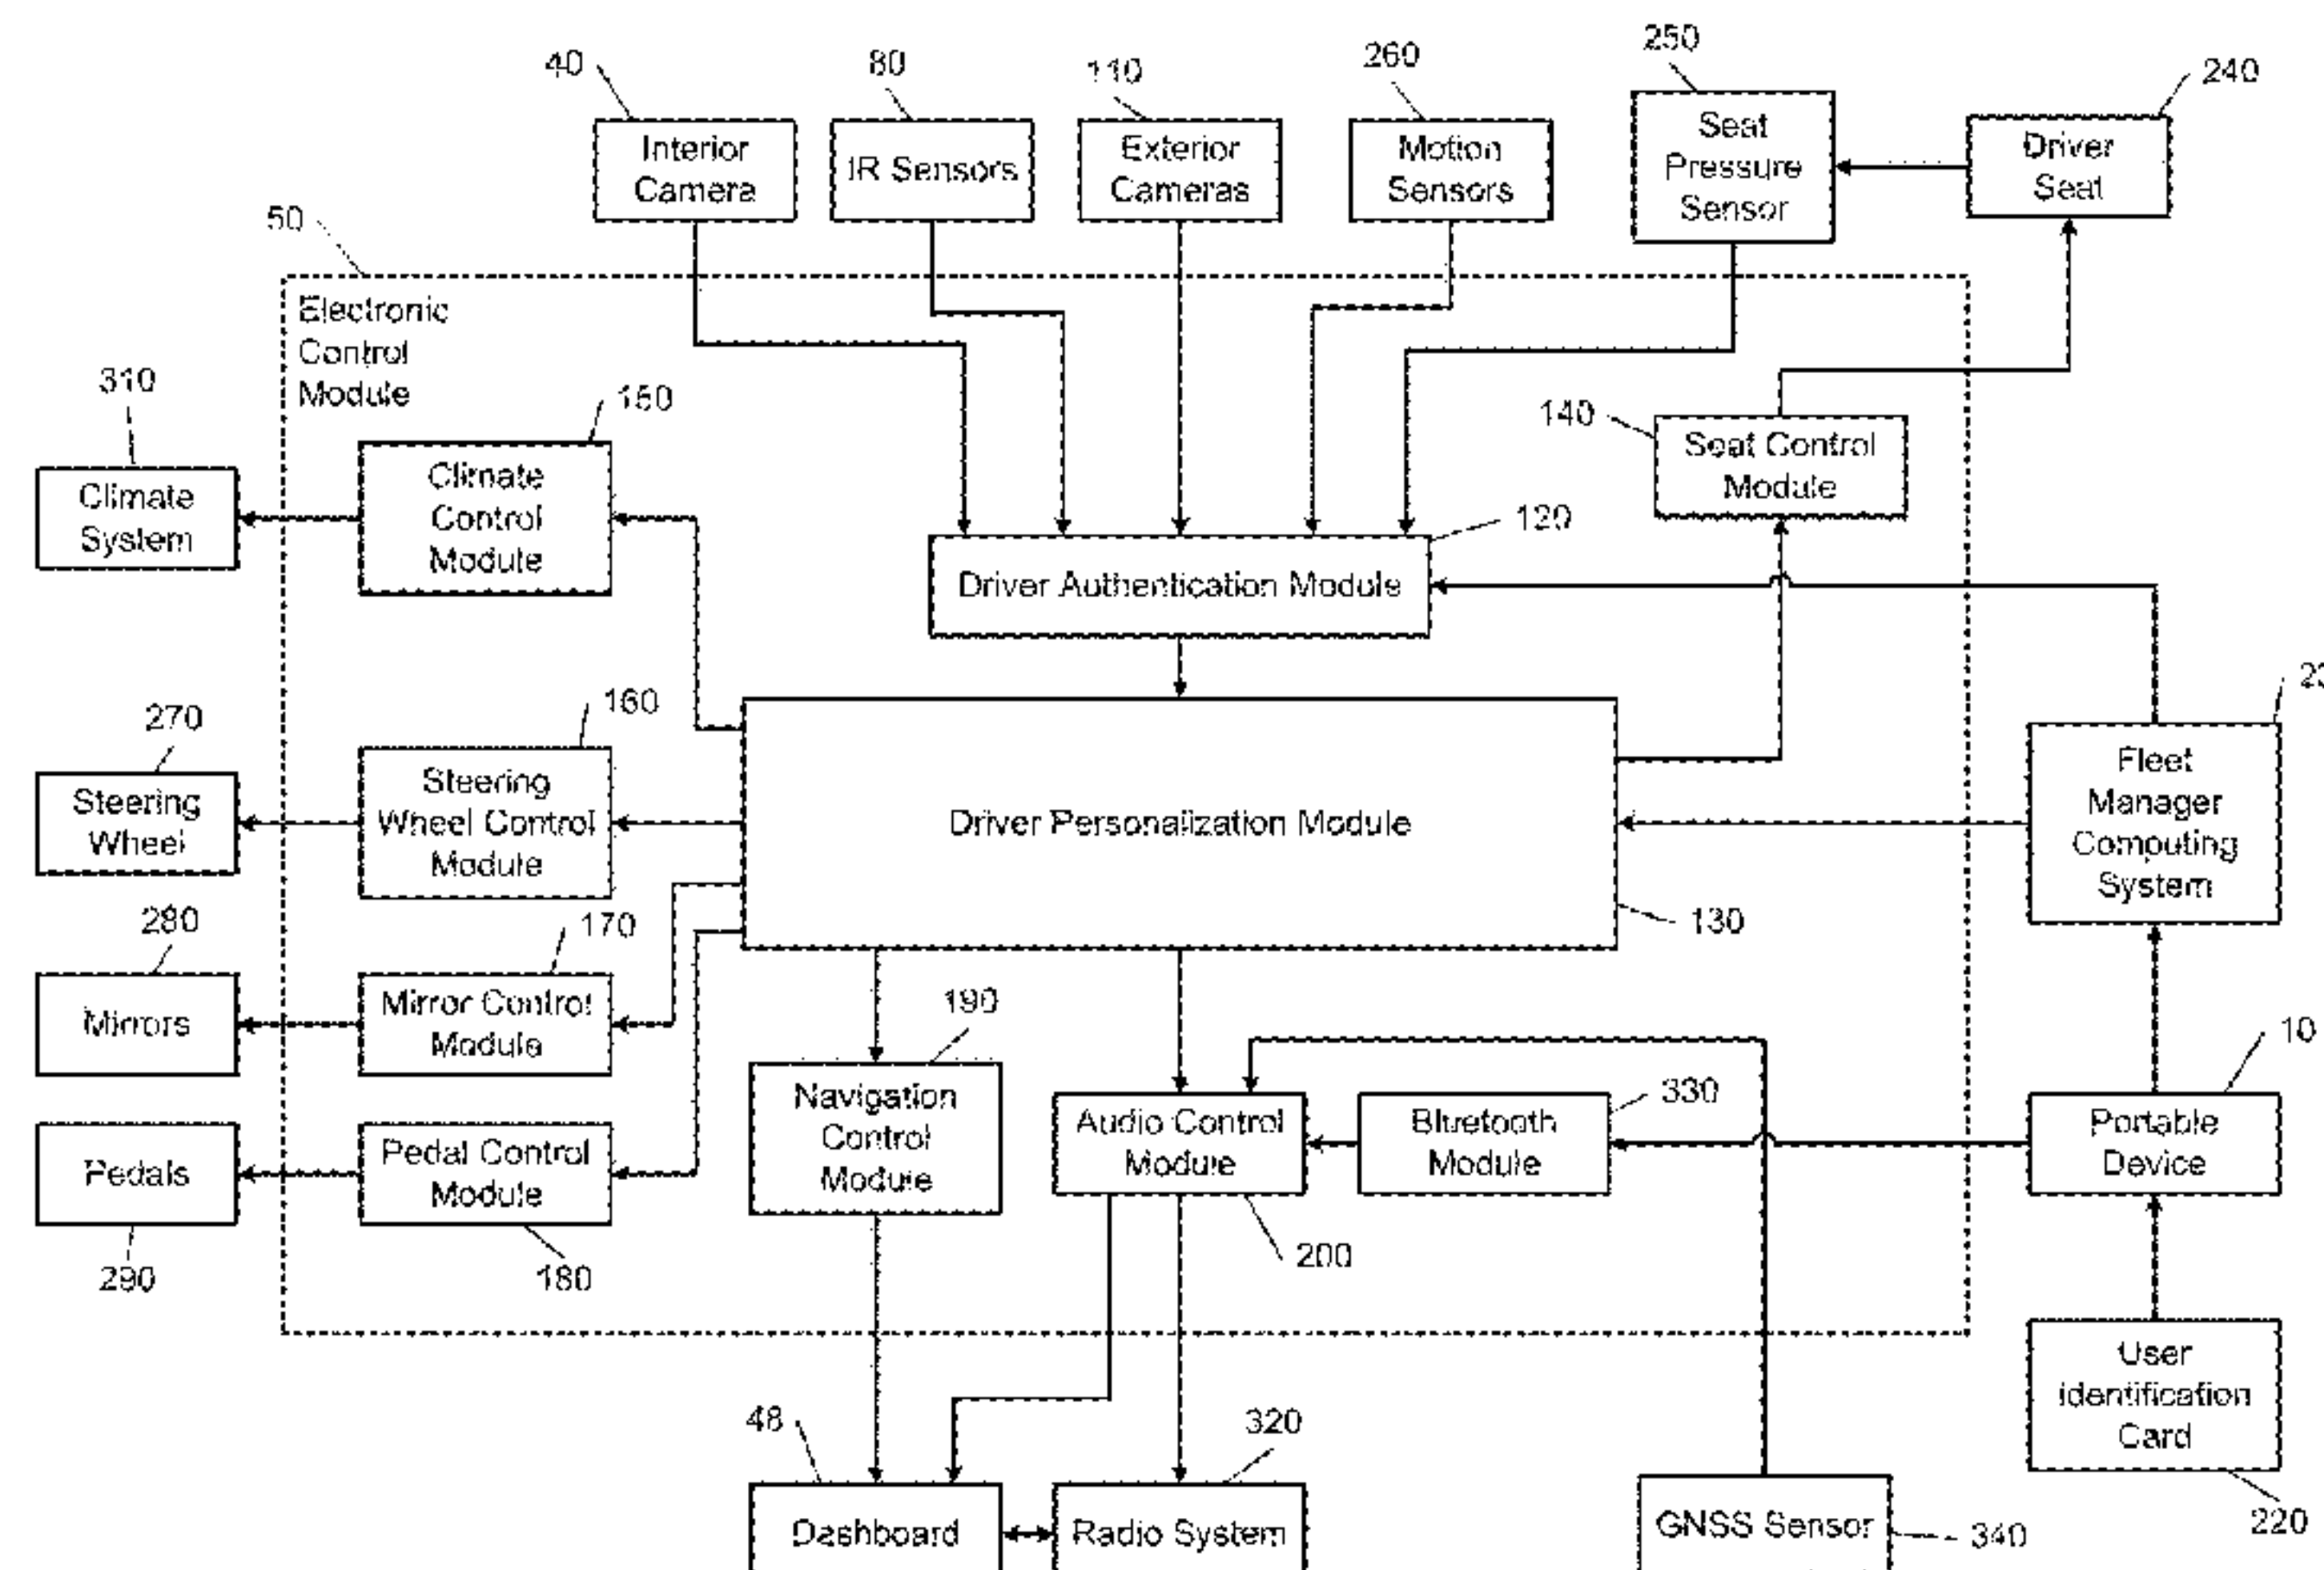 250
40
80
110
260
240
Interior
Camera
IR Sensors
Exterior
Cameras
Motion
Sensors
Seat
Pressure
Sensor
Driver
Seat
50
Electronic
Control
Module
310
150
140
Climate
System
Climate
Control
Module
Seat Control
Module
120
Driver Authentication Module
270
160
Steering
Wheel
Steering
Wheel Control
Module
Driver Personalization Module
Fleet
Manager
Computing
System
130
280
170
Mirrors
Mirror Control
Module
190
10
Navigation
Control
Module
Audio Control
Module
330
Bluetooth
Module
Portable
Device
Pedals
Pedal Control
Module
290
180
200
User
Identification
Card
48
320
220
Dashboard
Radio System
GNSS Sensor
340